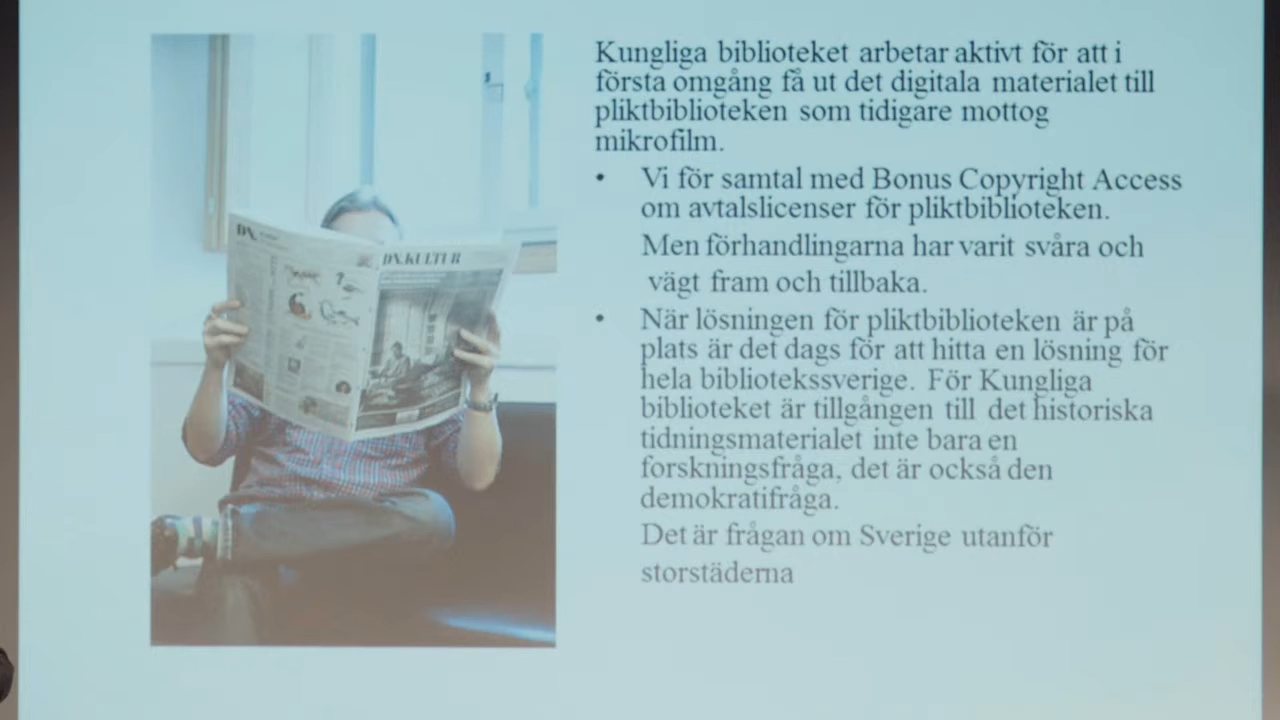 Kungliga biblioteket arbetar aktivt för att i
första omgång få ut det digitala materialet till
pliktbiblioteken som tidigare mottog
mikrofilm.
• Vi för samtal med Bonus Copyright Access
om avtalslicenser för pliktbiblioteken.
Men förhandlingarna har varit svåra och
vägt fram och tillbaka.
• När lösningen för pliktbiblioteken är på
plats är det dags för att hitta en lösning för
hela bibliotekssverige. För Kungliga
biblioteket är tillgången till det historiska
tidningsmaterialet inte bara en
forskningsfråga, det är också den
demokratifråga.
Det är frågan om Sverige utanför
storstäderna
DN.
DN.KULTUR